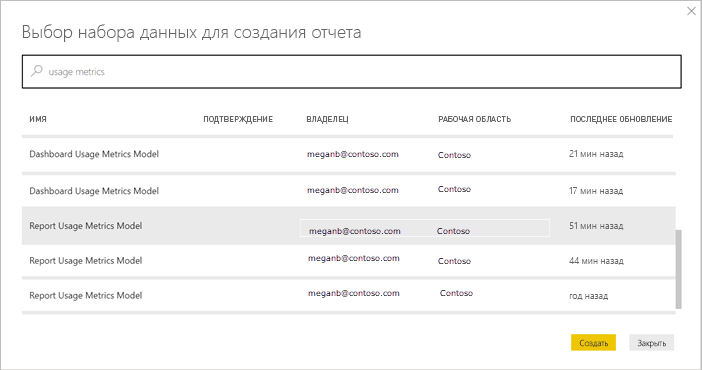 Выбор набора данных для создания отчета
usage metrics
ИМЯ ПОДТВЕРЖДЕНИЕ ВЛАДЕЛЕЦ РАБОЧАЯ ОБЛАСТЬ ПОСЛЕДНЕЕ ОБНОВЛЕНИЕ
Dashboard Usage Metrics Model meganb@contoso.com Contoso 21 мин назад
Dashboard Usage Metrics Model meganb@contoso.com Contoso 17 мин назад
Report Usage Metrics Model meganb@contoso.com Contoso 51 мин назад
Report Usage Metrics Model meganb@contoso.com Contoso 44 мин назад
Report Usage Metrics Model meganb@contoso.com Contoso год назад
Создать Закрыть